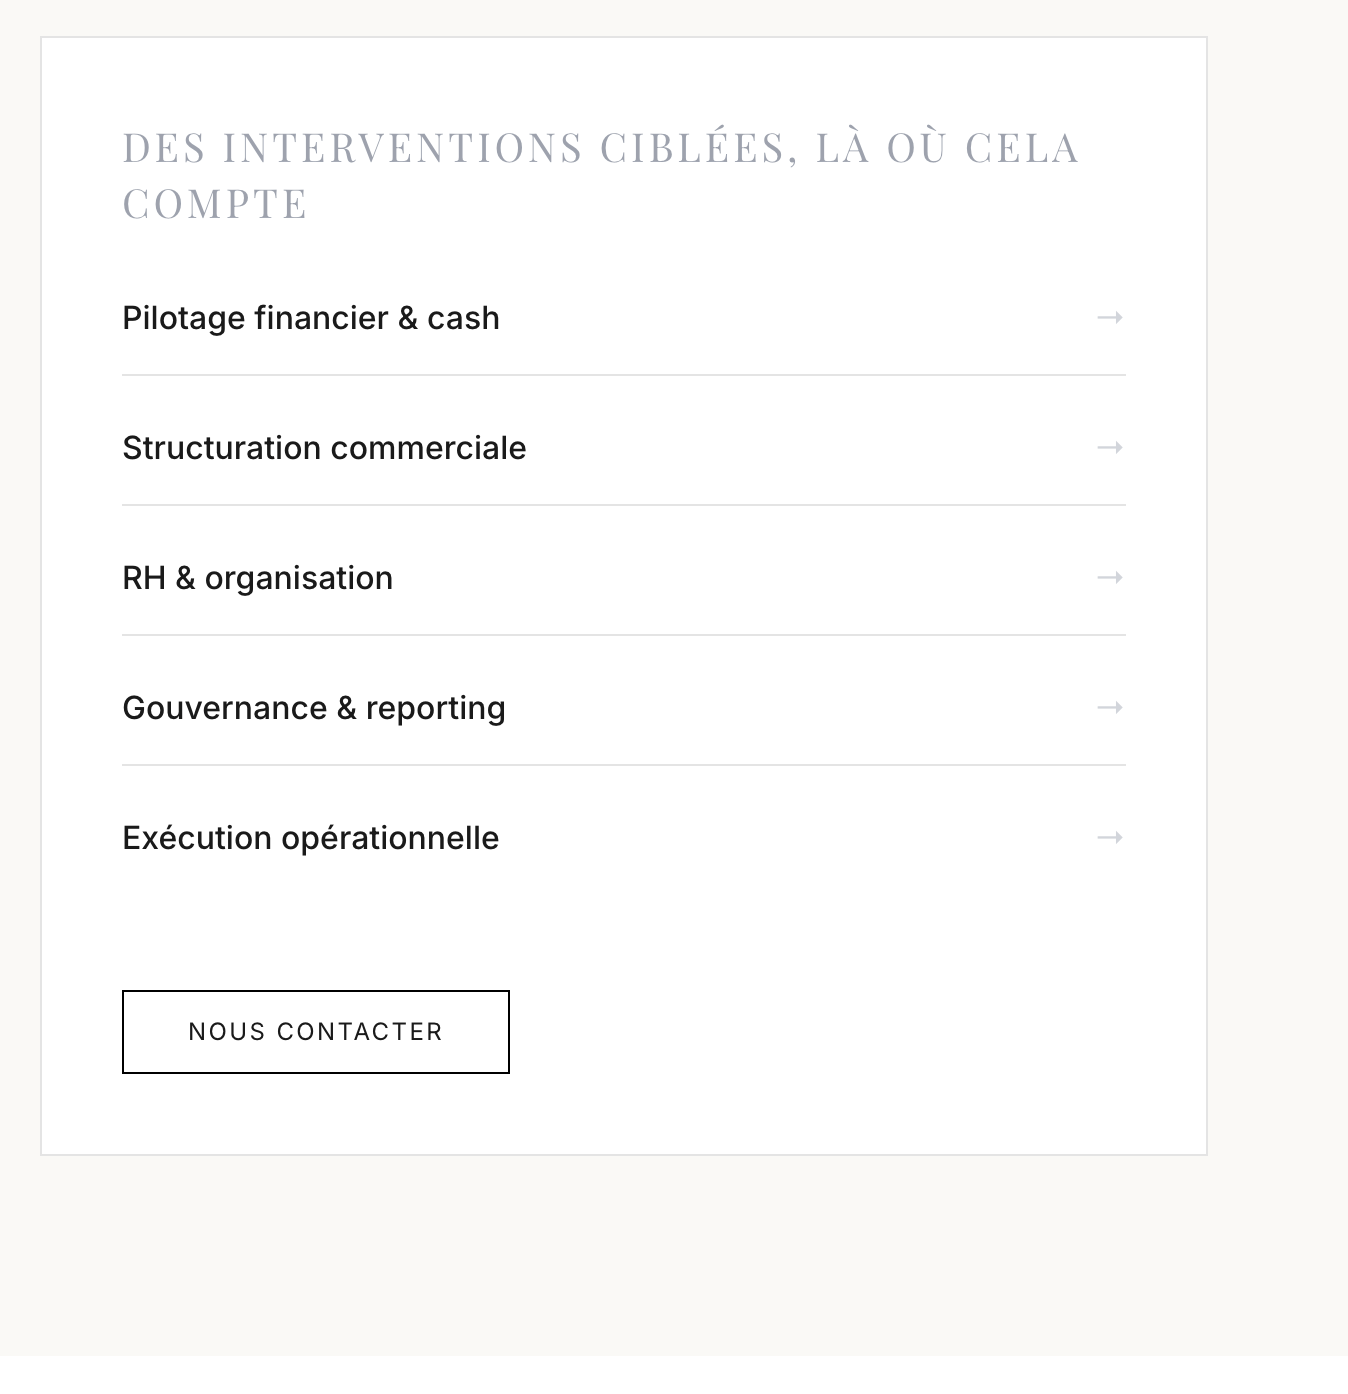 DES INTERVENTIONS CIBLÉES, LÀ OÙ CELA
COMPTE
Pilotage financier & cash →
Structuration commerciale →
RH & organisation →
Gouvernance & reporting →
Exécution opérationnelle →
NOUS CONTACTER